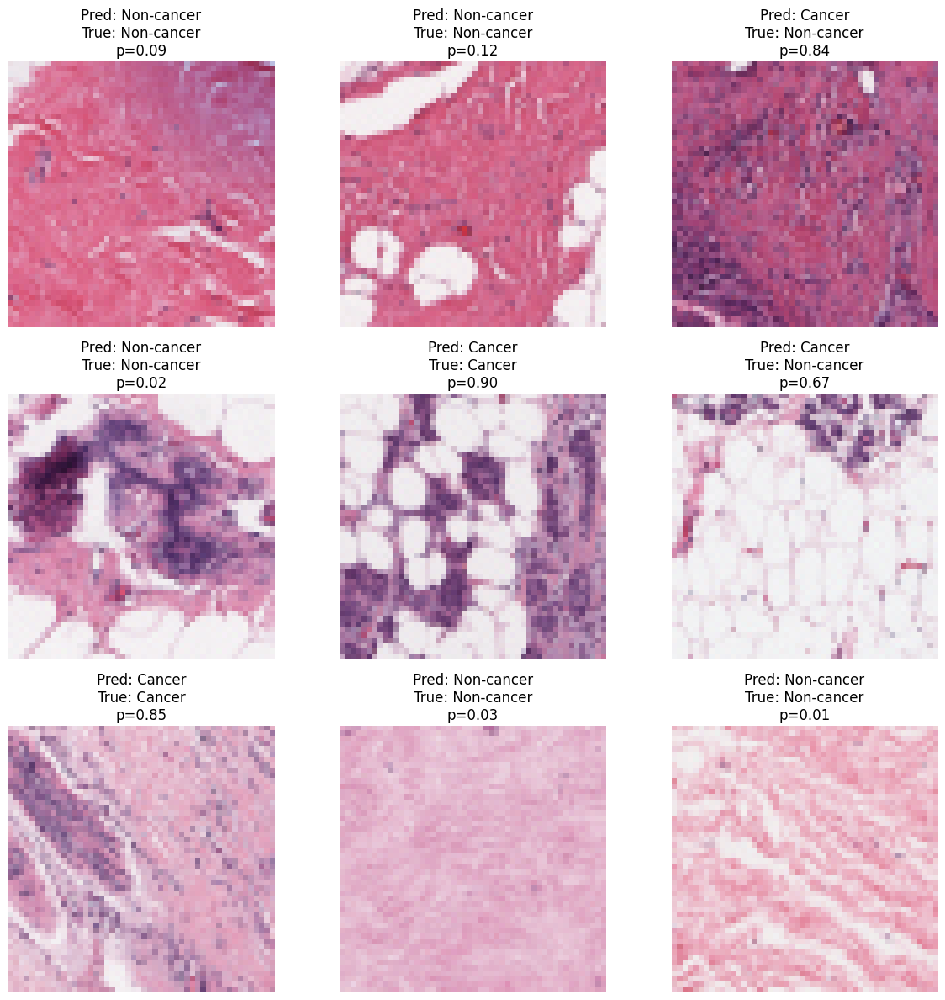 Pred: Non-cancer
True: Non-cancer
p=0.09
Pred: Non-cancer
True: Non-cancer
p=0.12
Pred: Cancer
True: Non-cancer
p=0.84
Pred: Non-cancer
True: Non-cancer
p=0.02
Pred: Cancer
True: Cancer
p=0.90
Pred: Cancer
True: Non-cancer
p=0.67
Pred: Cancer
True: Cancer
p=0.85
Pred: Non-cancer
True: Non-cancer
p=0.03
Pred: Non-cancer
True: Non-cancer
p=0.01